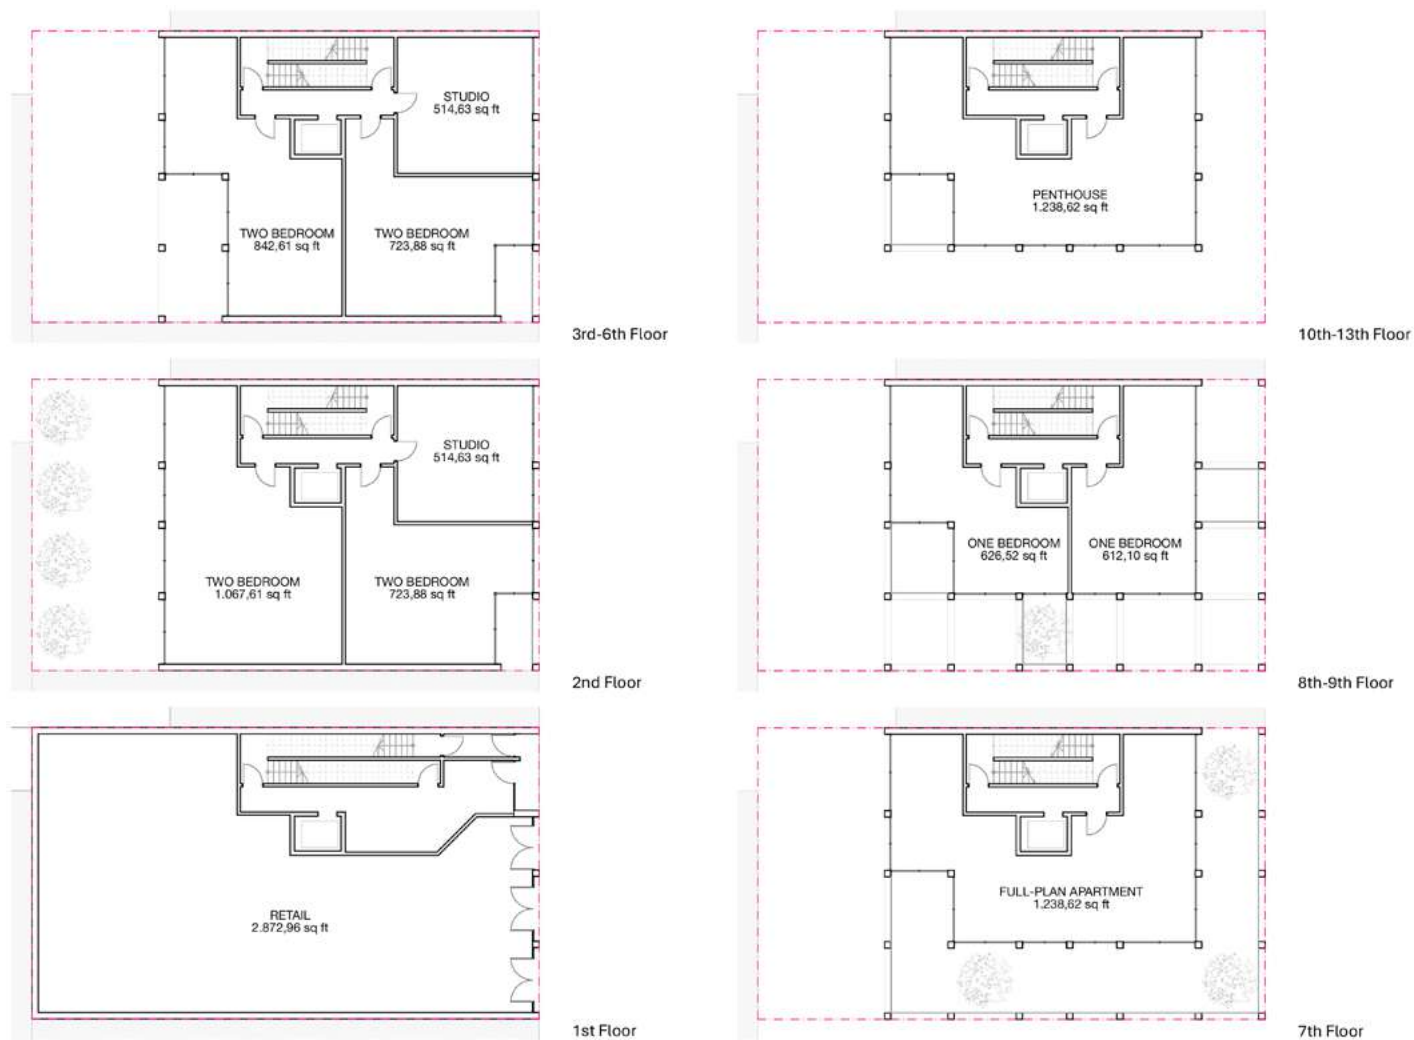 STUDIO
514,63 sq ft
TWO BEDROOM
842,61 sq ft
TWO BEDROOM
723,88 sq ft
3rd-6th Floor
PENTHOUSE
1.238,62 sq ft
10th-13th Floor
STUDIO
514,63 sq ft
TWO BEDROOM
1.067,61 sq ft
TWO BEDROOM
723,88 sq ft
2nd Floor
ONE BEDROOM
626,52 sq ft
ONE BEDROOM
612,10 sq ft
8th-9th Floor
RETAIL
2.872,96 sq ft
1st Floor
FULL-PLAN APARTMENT
1.238,62 sq ft
7th Floor